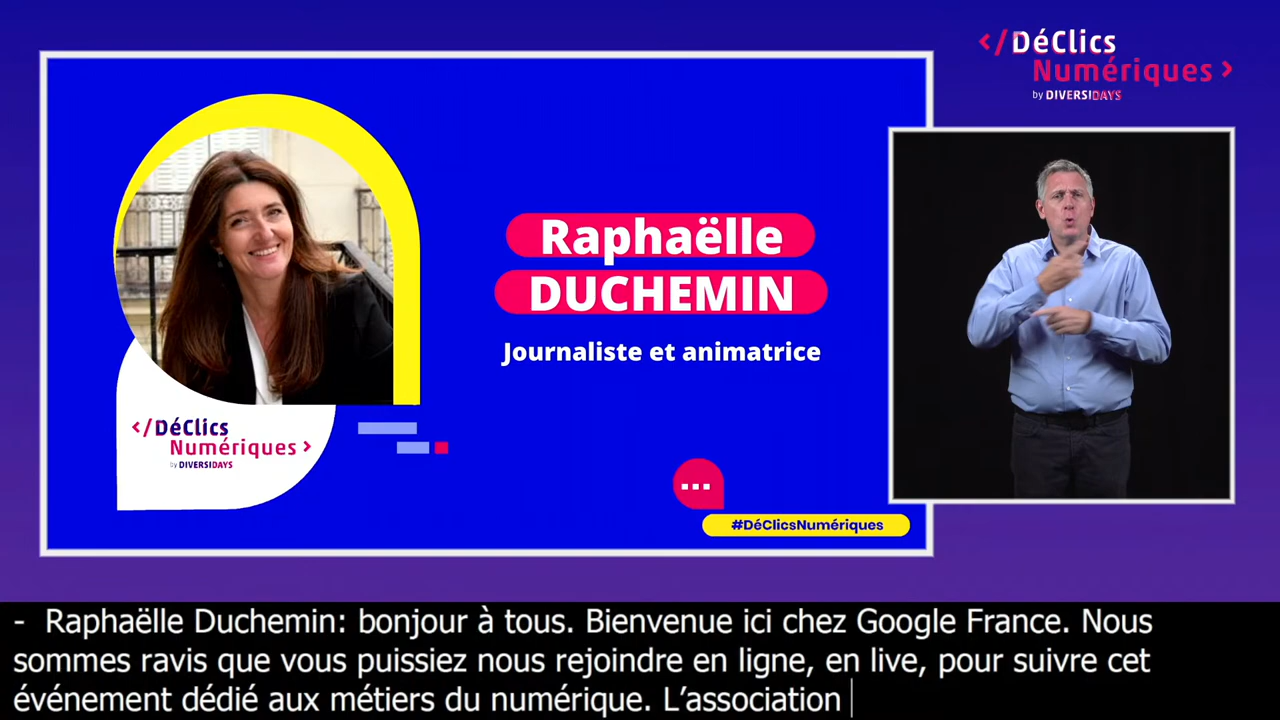 </DéClics
Numériques >
by DIVERSIDAYS
Raphaëlle
DUCHEMIN
Journaliste et animatrice
</DéClics
Numériques >
by DIVERSIDAYS
#DéClicsNumériques
- Raphaëlle Duchemin: bonjour à tous. Bienvenue ici chez Google France. Nous
sommes ravis que vous puissiez nous rejoindre en ligne, en live, pour suivre cet
événement dédié aux métiers du numérique. L’association